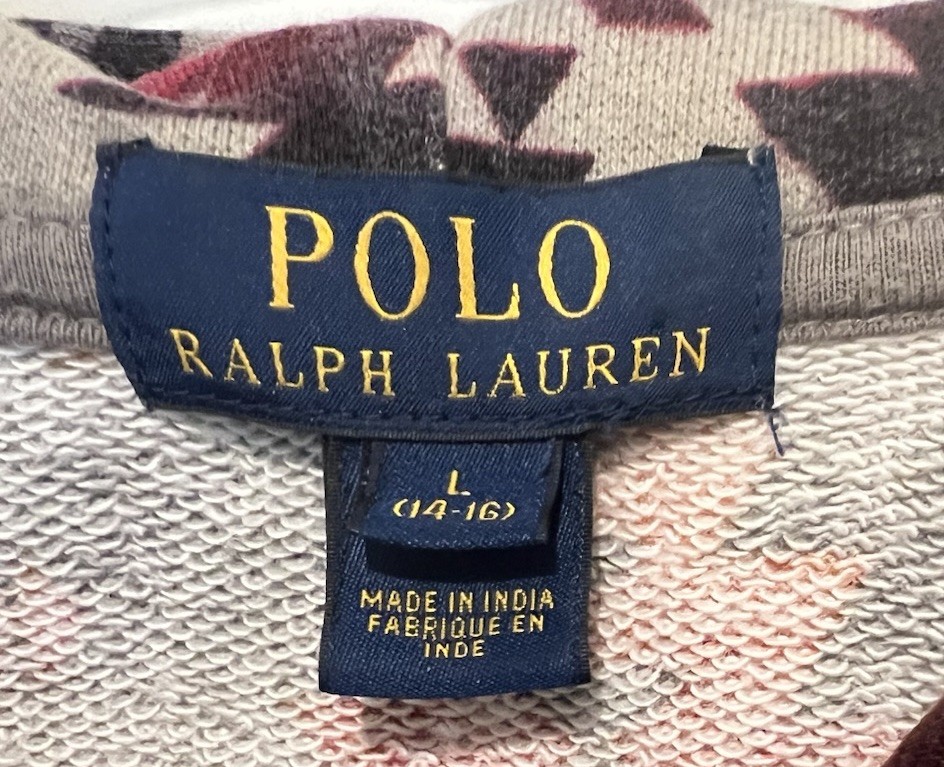 POLO
RALPH LAUREN
L
(14-16)
MADE IN INDIA
FABRIQUE EN
INDE